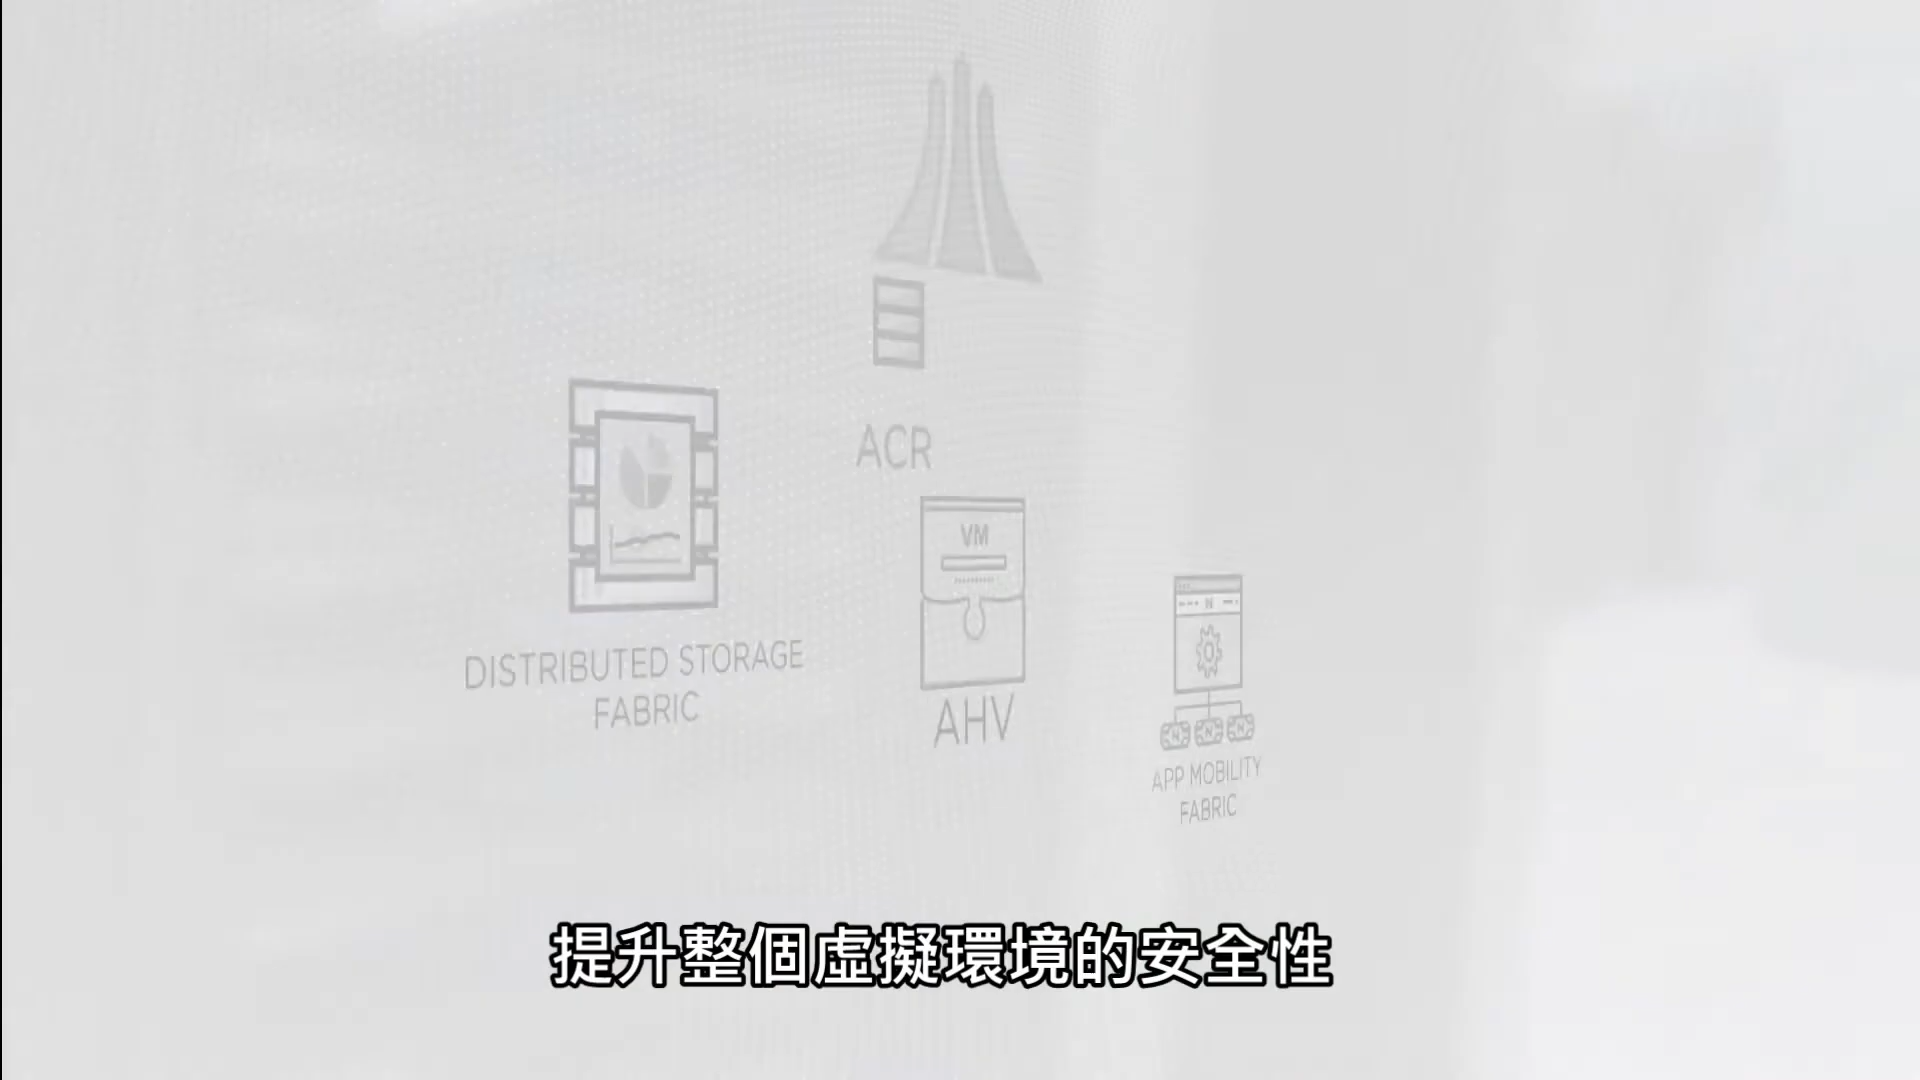 ACR
VM
DISTRIBUTED STORAGE
FABRIC
AHV
N
N N N
APP MOBILITY
FABRIC
提升整個虛擬環境的安全性